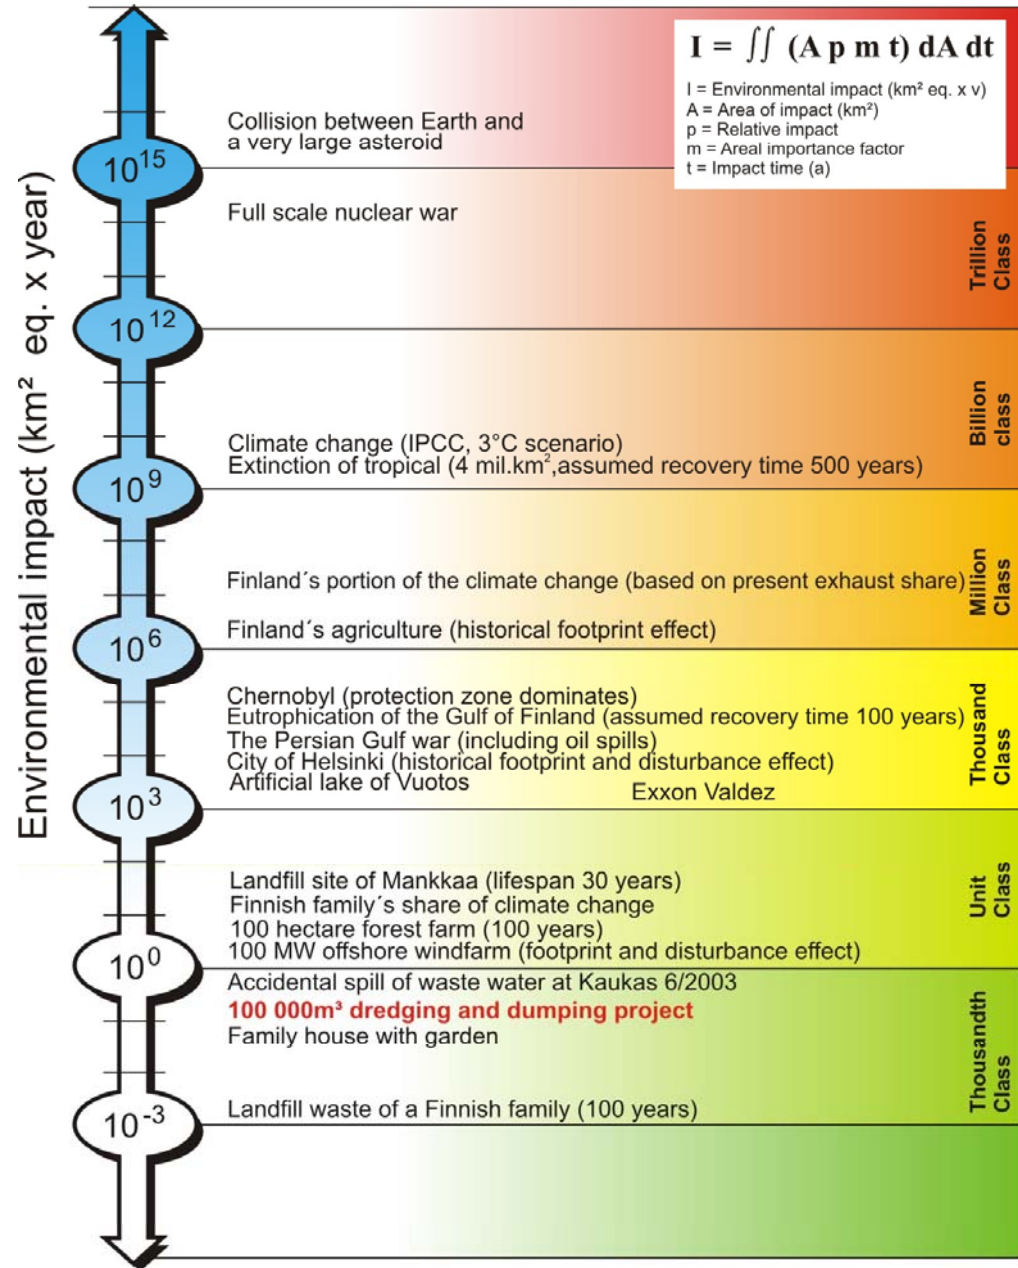 I = ∬ (A p m t) dA dt
I = Environmental impact (km² eq. x v)
A = Area of impact (km²)
p = Relative impact
m = Areal importance factor
t = Impact time (a)
Environmental impact (km² eq. x year)
Collision between Earth and
a very large asteroid
10¹⁵
Full scale nuclear war
Trillion
Class
10¹²
Billion
class
Climate change (IPCC, 3°C scenario)
Extinction of tropical (4 mil.km²,assumed recovery time 500 years)
10⁹
Finland´s portion of the climate change (based on present exhaust share)
Million
Class
Finland´s agriculture (historical footprint effect)
10⁶
Chernobyl (protection zone dominates)
Eutrophication of the Gulf of Finland (assumed recovery time 100 years)
The Persian Gulf war (including oil spills)
City of Helsinki (historical footprint and disturbance effect)
Artificial lake of Vuotos
Exxon Valdez
Thousand
Class
10³
Landfill site of Mankkaa (lifespan 30 years)
Finnish family´s share of climate change
100 hectare forest farm (100 years)
100 MW offshore windfarm (footprint and disturbance effect)
Unit
Class
10⁰
Accidental spill of waste water at Kaukas 6/2003
100 000m³ dredging and dumping project
Family house with garden
Thousandth
Class
Landfill waste of a Finnish family (100 years)
10⁻³